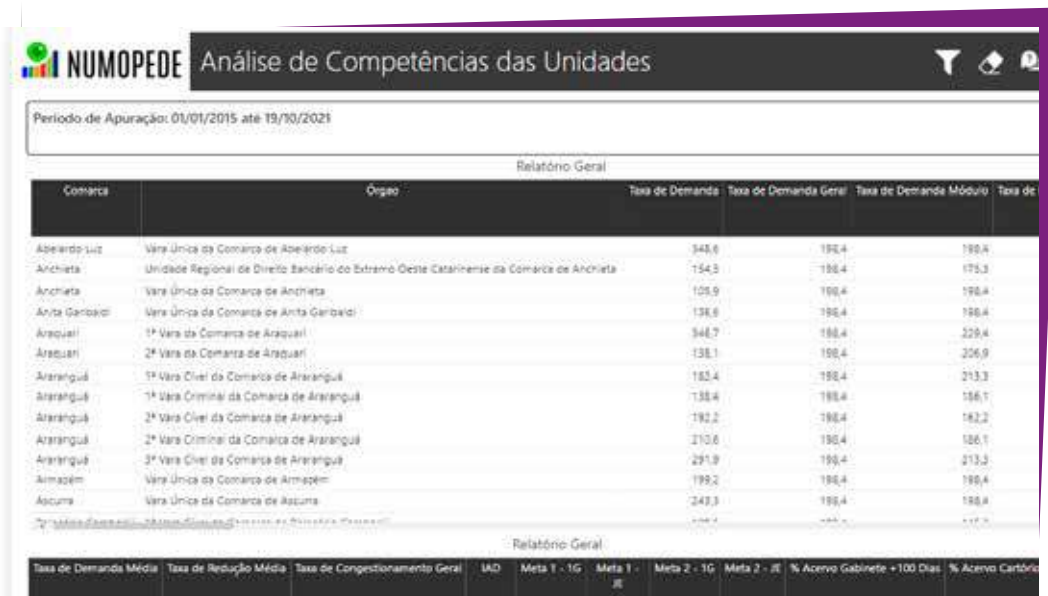 NUMOPEDE Análise de Competências das Unidades
Período de Apuração: 01/01/2015 até 19/10/2021
Relatório Geral
Comarca Órgao Taxa de Demanda Taxa de Demanda Geral Taxa de Demanda Módulo Taxa de
Abelardo Luz Vara Única da Comarca de Abelardo Luz 348,6 198,4 198,4
Anchieta Unidade Regional de Direito Bancário do Extremo Oeste Catarinense da Comarca de Anchieta 154,5 198,4 175,3
Anchieta Vara Única da Comarca de Anchieta 105,9 198,4 198,4
Anita Garibaldi Vara Única da Comarca de Anita Garibaldi 136,6 198,4 198,4
Araquari 1ª Vara da Comarca de Araquari 346,7 198,4 229,4
Araquari 2ª Vara da Comarca de Araquari 138,1 198,4 206,9
Araranguá 1ª Vara Cível da Comarca de Araranguá 182,4 198,4 213,3
Araranguá 1ª Vara Criminal da Comarca de Araranguá 138,4 198,4 186,1
Araranguá 2ª Vara Cível da Comarca de Araranguá 192,2 198,4 162,2
Araranguá 2ª Vara Criminal da Comarca de Araranguá 210,6 198,4 186,1
Araranguá 3ª Vara Cível da Comarca de Araranguá 291,9 198,4 213,3
Armazém Vara Única da Comarca de Armazém 199,2 198,4 198,4
Ascurra Vara Única da Comarca de Ascurra 243,3 198,4 198,4
Relatório Geral
Taxa de Demanda Média Taxa de Redução Média Taxa de Congestionamento Geral IAD Meta 1 - 1G Meta 1 - JE Meta 2 - 1G Meta 2 - JE % Acervo Gabinete +100 Dias % Acervo Cartório